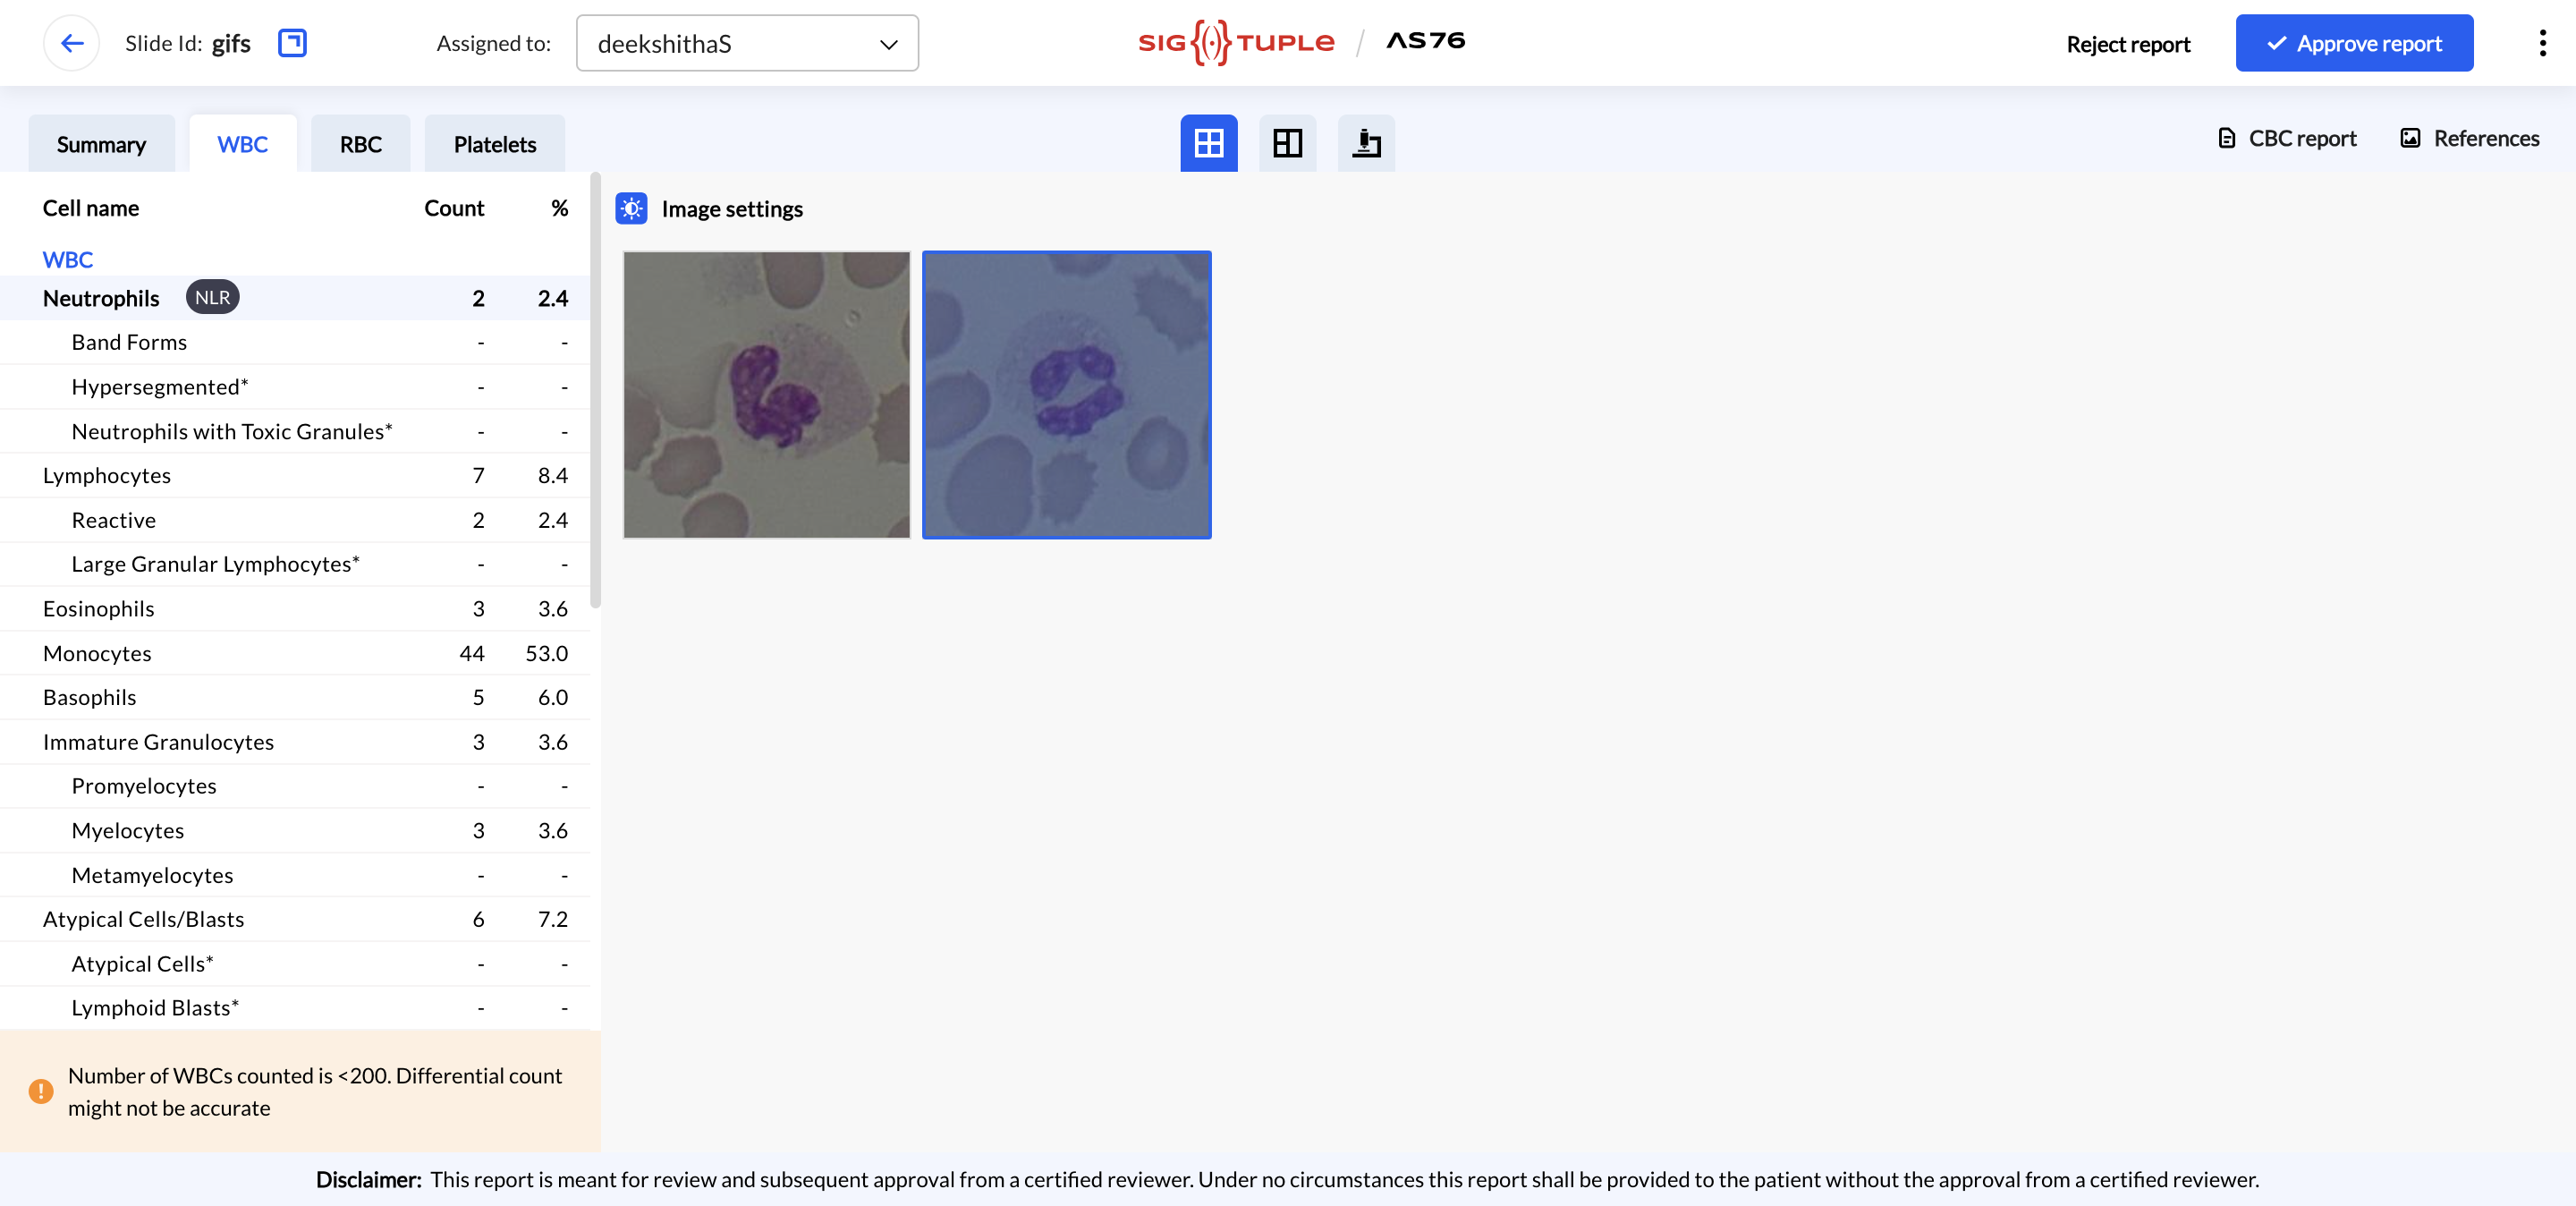 Slide Id: gifs
Assigned to: deekshithaS
SIG{(·)}TUPLE / AS76
Reject report
Approve report
Summary
WBC
RBC
Platelets
CBC report
References
Cell name Count %
WBC
Neutrophils NLR 2 2.4
Band Forms - -
Hypersegmented* - -
Neutrophils with Toxic Granules* - -
Lymphocytes 7 8.4
Reactive 2 2.4
Large Granular Lymphocytes* - -
Eosinophils 3 3.6
Monocytes 44 53.0
Basophils 5 6.0
Immature Granulocytes 3 3.6
Promyelocytes - -
Myelocytes 3 3.6
Metamyelocytes - -
Atypical Cells/Blasts 6 7.2
Atypical Cells* - -
Lymphoid Blasts* - -
Number of WBCs counted is <200. Differential count
might not be accurate
Image settings
Disclaimer: This report is meant for review and subsequent approval from a certified reviewer. Under no circumstances this report shall be provided to the patient without the approval from a certified reviewer.